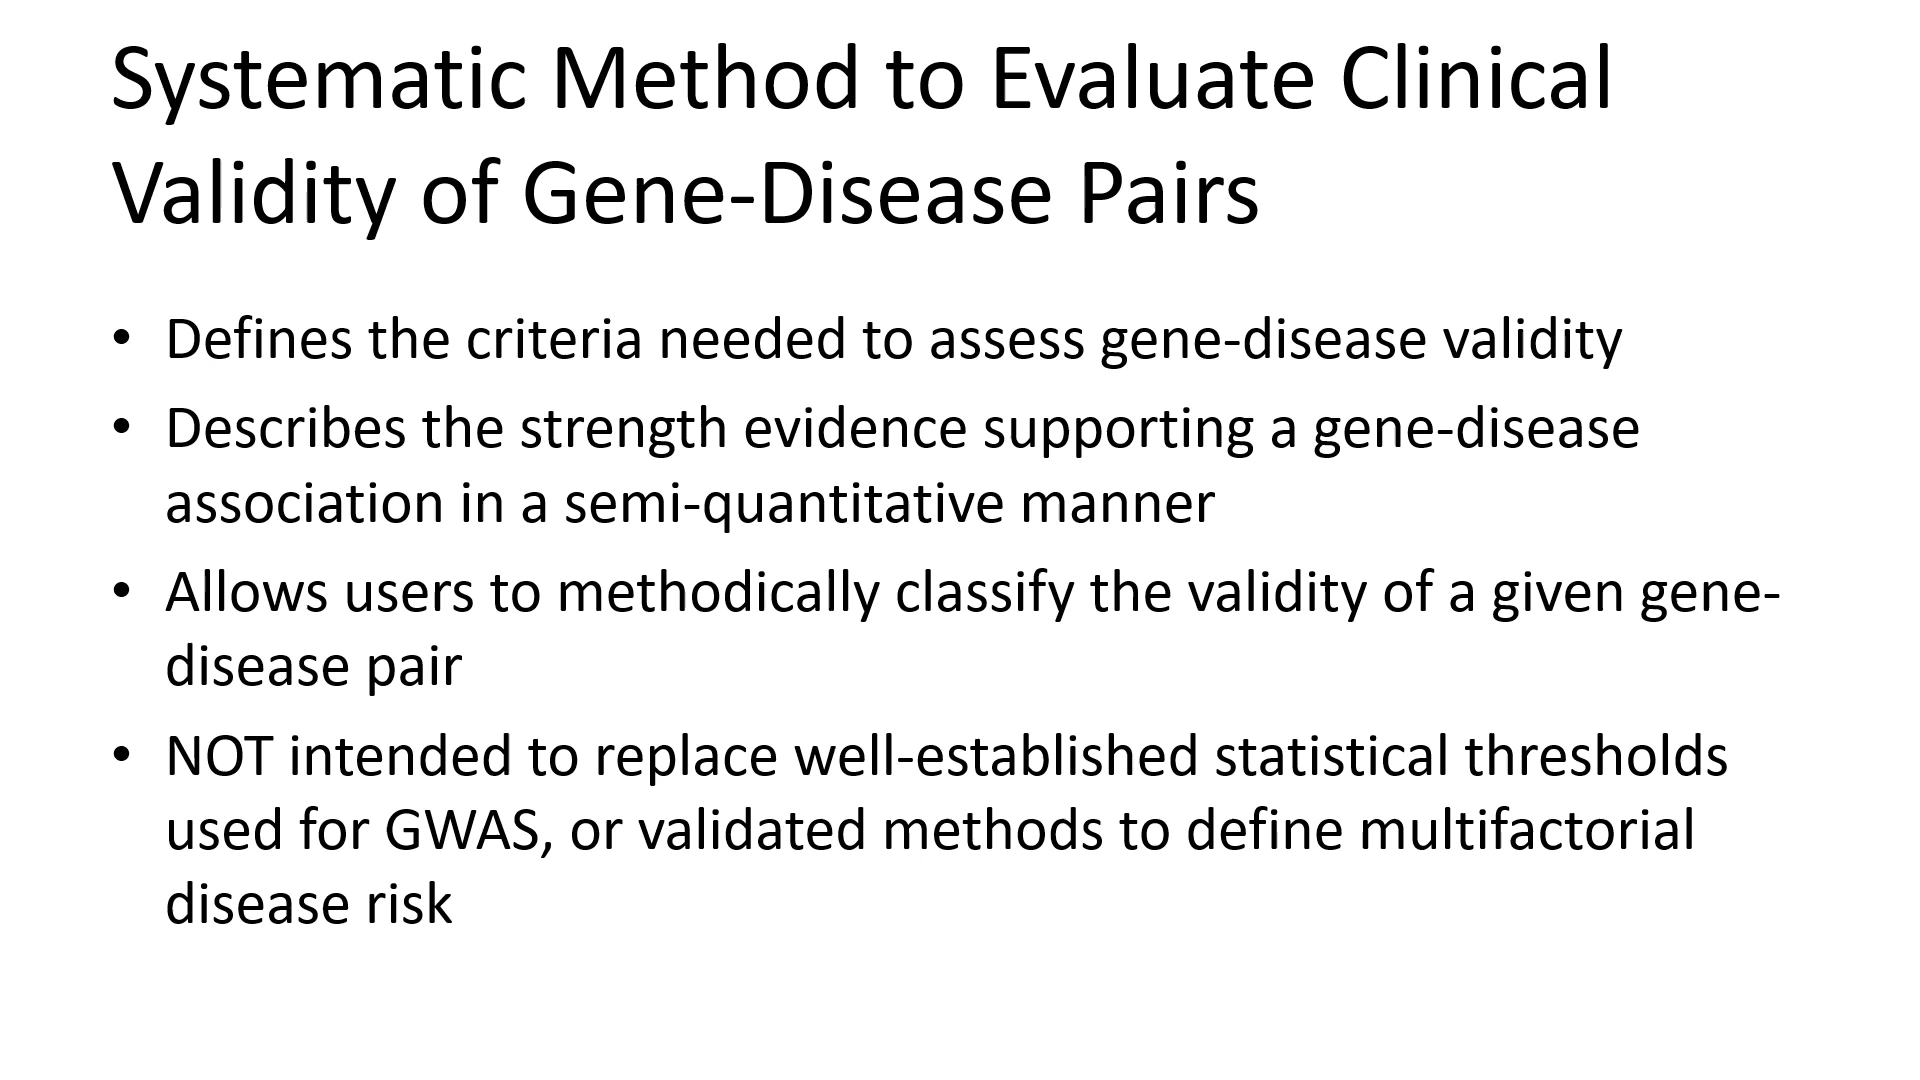 Systematic Method to Evaluate Clinical
Validity of Gene-Disease Pairs
• Defines the criteria needed to assess gene-disease validity
• Describes the strength evidence supporting a gene-disease
association in a semi-quantitative manner
• Allows users to methodically classify the validity of a given gene-
disease pair
• NOT intended to replace well-established statistical thresholds
used for GWAS, or validated methods to define multifactorial
disease risk